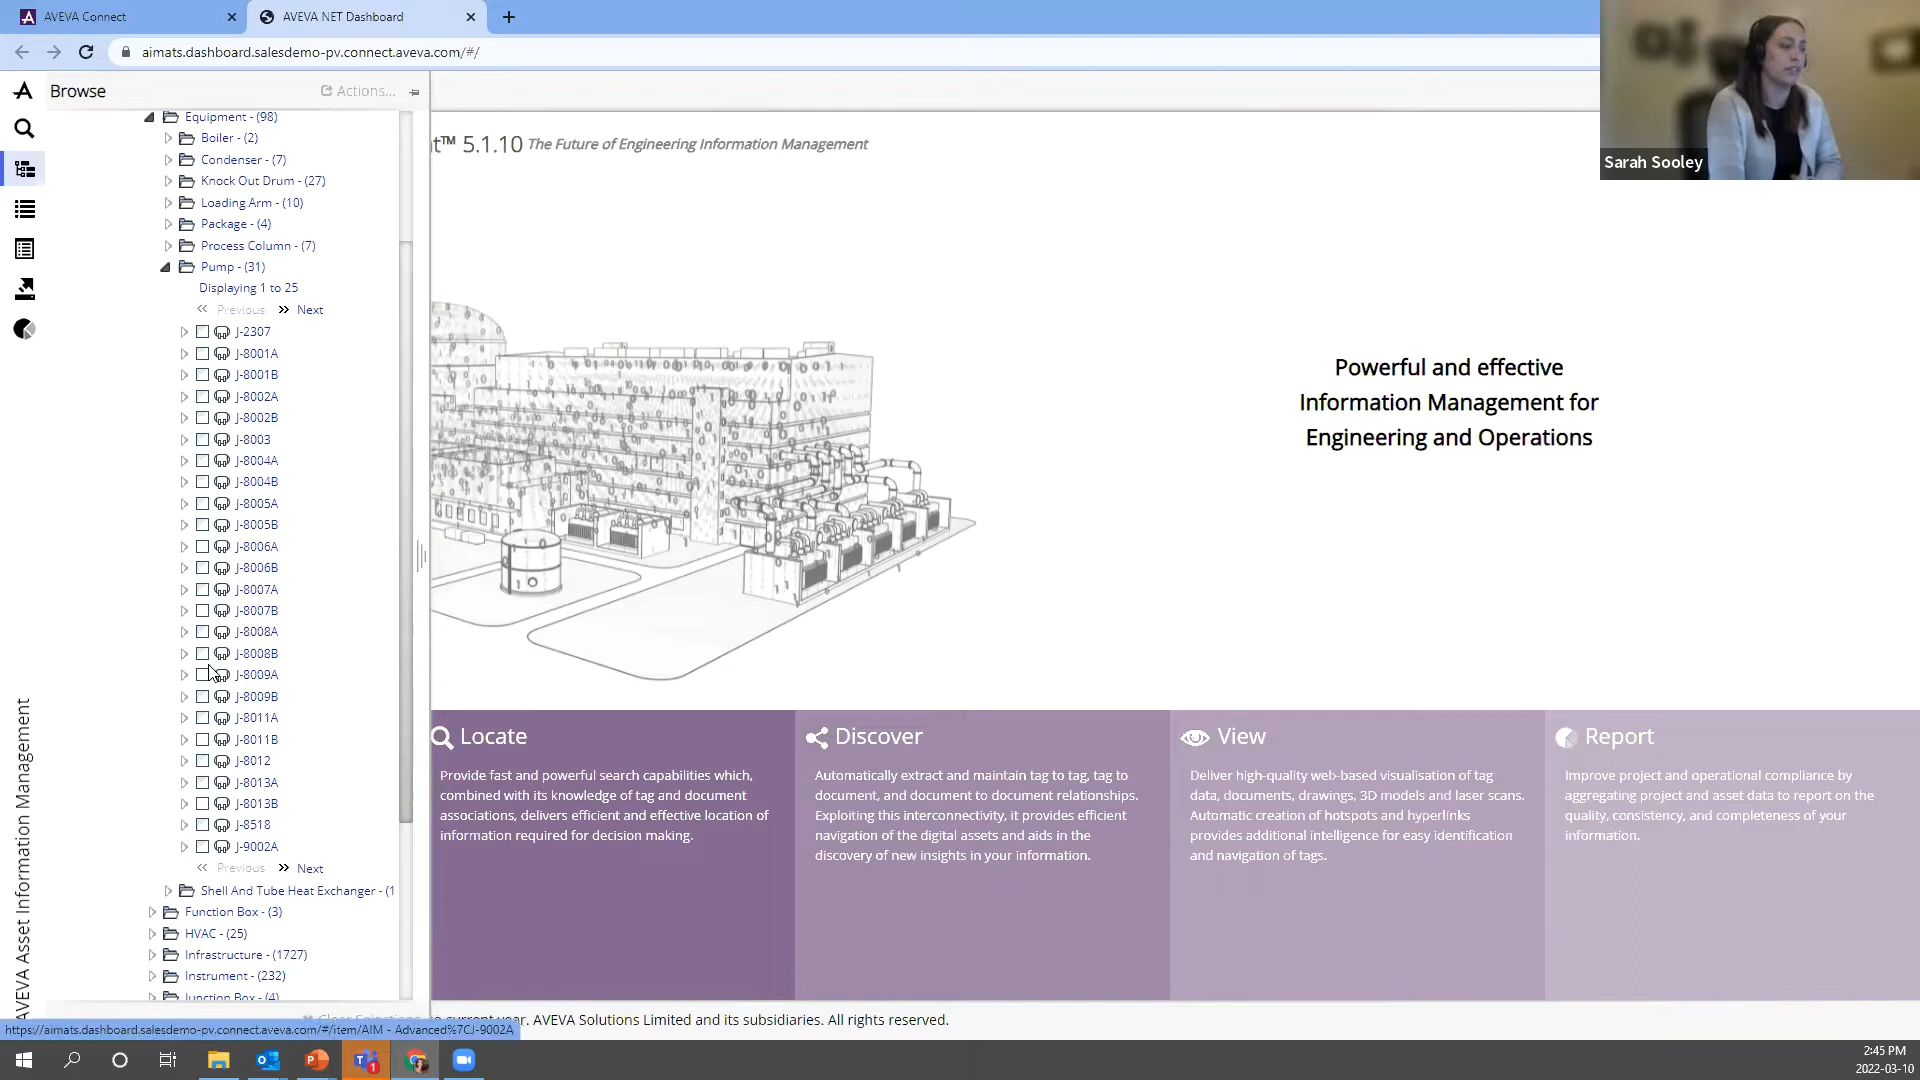 AVEVA Connect
AVEVA NET Dashboard
aimats.dashboard.salesdemo-pv.connect.aveva.com/#/
Sarah Sooley
Browse
Actions...
Equipment - (98)
Boiler - (2)
Condenser - (7)
Knock Out Drum - (27)
Loading Arm - (10)
Package - (4)
Process Column - (7)
Pump - (31)
Displaying 1 to 25
Previous Next
J-2307
J-8001A
J-8001B
J-8002A
J-8002B
J-8003
J-8004A
J-8004B
J-8005A
J-8005B
J-8006A
J-8006B
J-8007A
J-8007B
J-8008A
J-8008B
J-8009A
J-8009B
J-8011A
J-8011B
J-8012
J-8013A
J-8013B
J-8518
J-9002A
Previous Next
Shell And Tube Heat Exchanger - (1
Function Box - (3)
HVAC - (25)
Infrastructure - (1727)
Instrument - (232)
Junction Box - (4)
AVEVA Asset Information Management
t™ 5.1.10 The Future of Engineering Information Management
Powerful and effective
Information Management for
Engineering and Operations
Locate
Provide fast and powerful search capabilities which,
combined with its knowledge of tag and document
associations, delivers efficient and effective location of
information required for decision making.
Discover
Automatically extract and maintain tag to tag, tag to
document, and document to document relationships.
Exploiting this interconnectivity, it provides efficient
navigation of the digital assets and aids in the
discovery of new insights in your information.
View
Deliver high-quality web-based visualisation of tag
data, documents, drawings, 3D models and laser scans.
Automatic creation of hotspots and hyperlinks
provides additional intelligence for easy identification
and navigation of tags.
Report
Improve project and operational compliance by
aggregating project and asset data to report on the
quality, consistency, and completeness of your
information.
Clear Selections
to current year. AVEVA Solutions Limited and its subsidiaries. All rights reserved.
https://aimats.dashboard.salesdemo-pv.connect.aveva.com/#/item/AIM - Advanced%7CJ-9002A
2:45 PM
2022-03-10